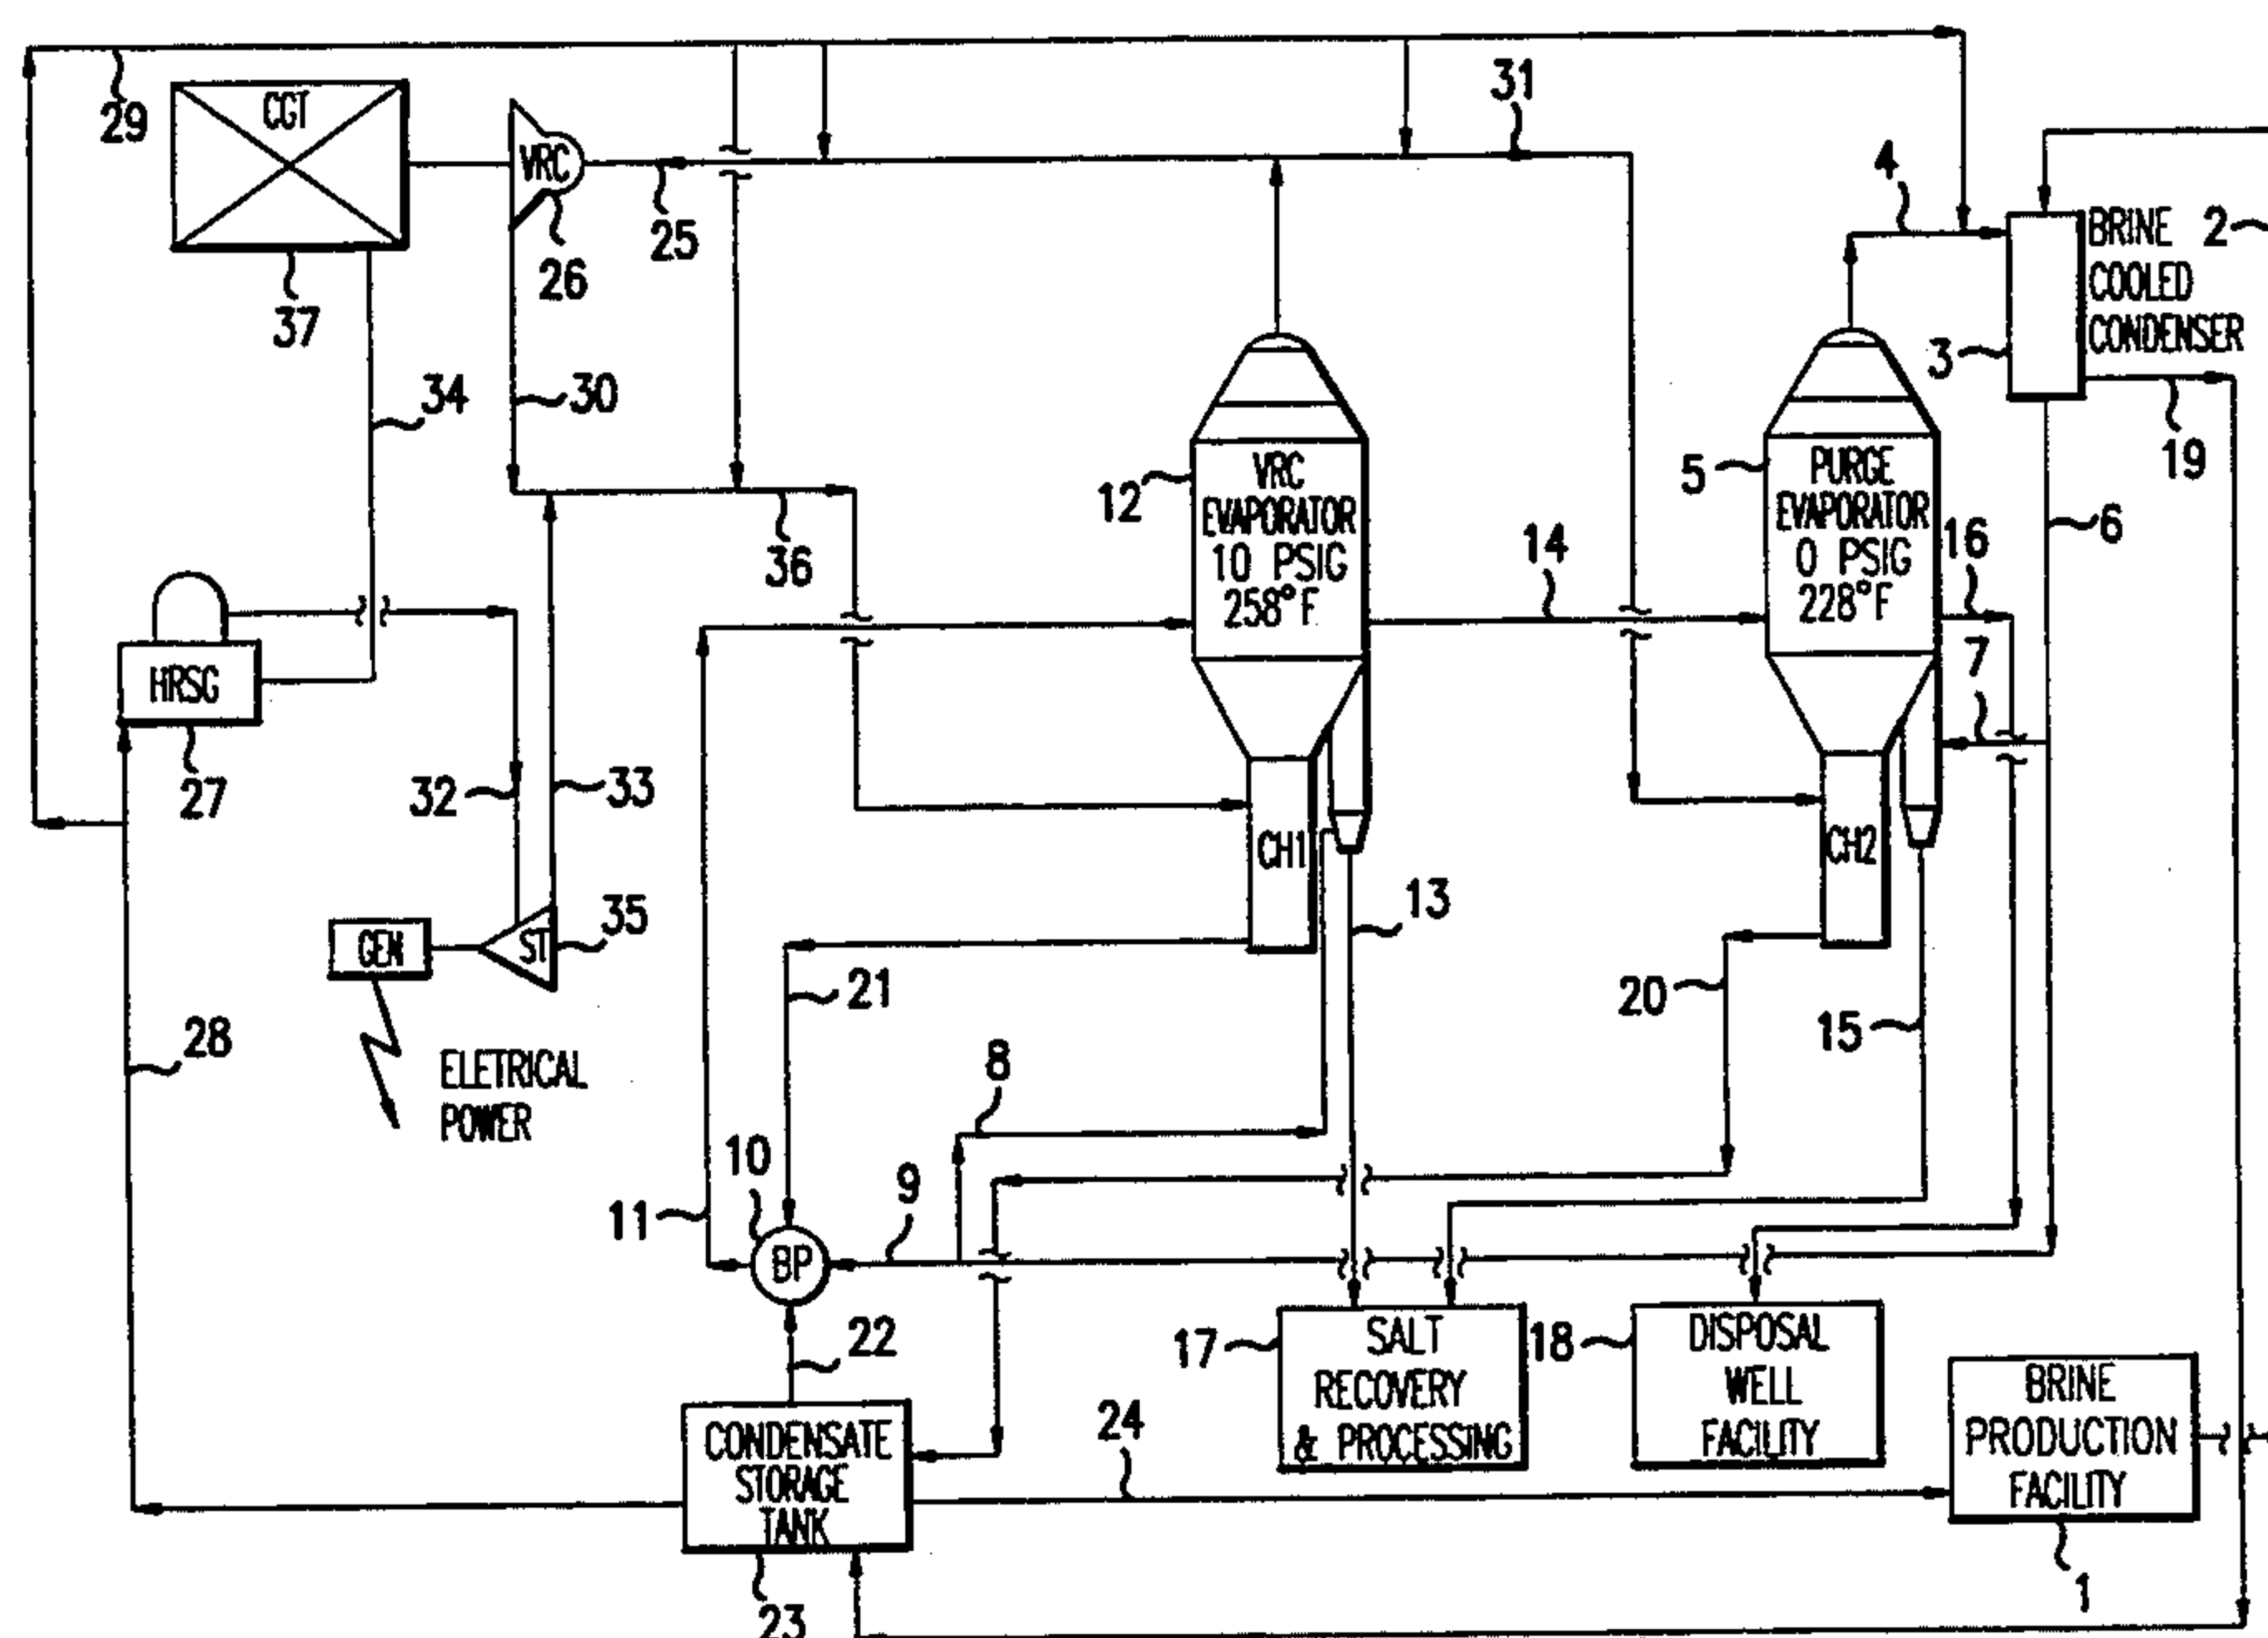 29
CGT
37
VRC
26
25
31
4
2
BRINE
COOLED
CONDENSER
3
19
34
30
36
12
VRC
EVAPORATOR
10 PSIG
258°F
14
5
PURGE
EVAPORATOR
0 PSIG
228°F
16
6
7
HRSG
27
32
33
35
GEN
ST
CH1
CH2
13
21
20
15
28
ELETRICAL
POWER
8
10
9
11
BP
22
17
SALT
RECOVERY
& PROCESSING
18
DISPOSAL
WELL
FACILITY
24
CONDENSATE
STORAGE
TANK
23
BRINE
PRODUCTION
FACILITY
1